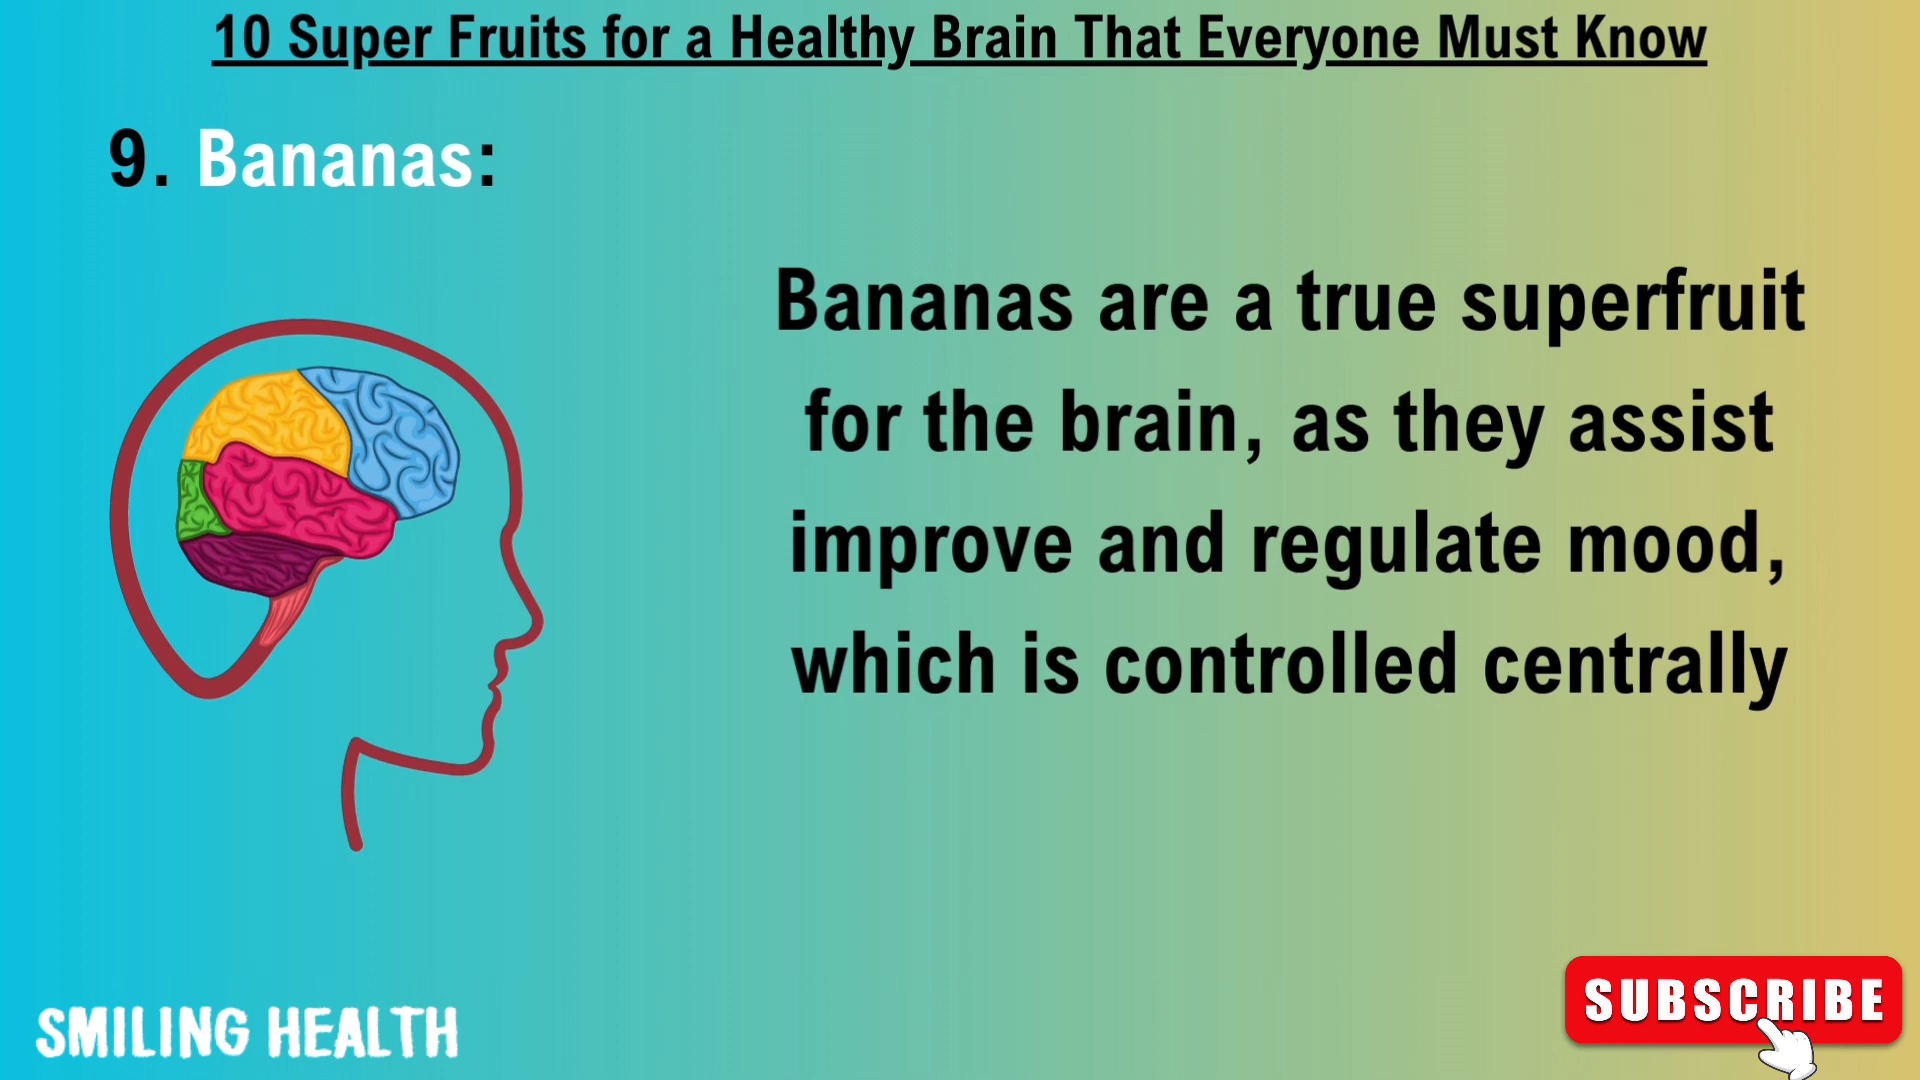 10 Super Fruits for a Healthy Brain That Everyone Must Know
9. Bananas:
Bananas are a true superfruit
for the brain, as they assist
improve and regulate mood,
which is controlled centrally
SMILING HEALTH
SUBSCRIBE